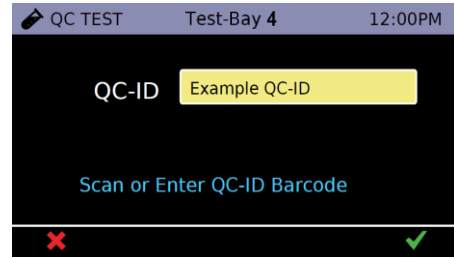 QC TEST Test-Bay 4 12:00PM
QC-ID Example QC-ID
Scan or Enter QC-ID Barcode